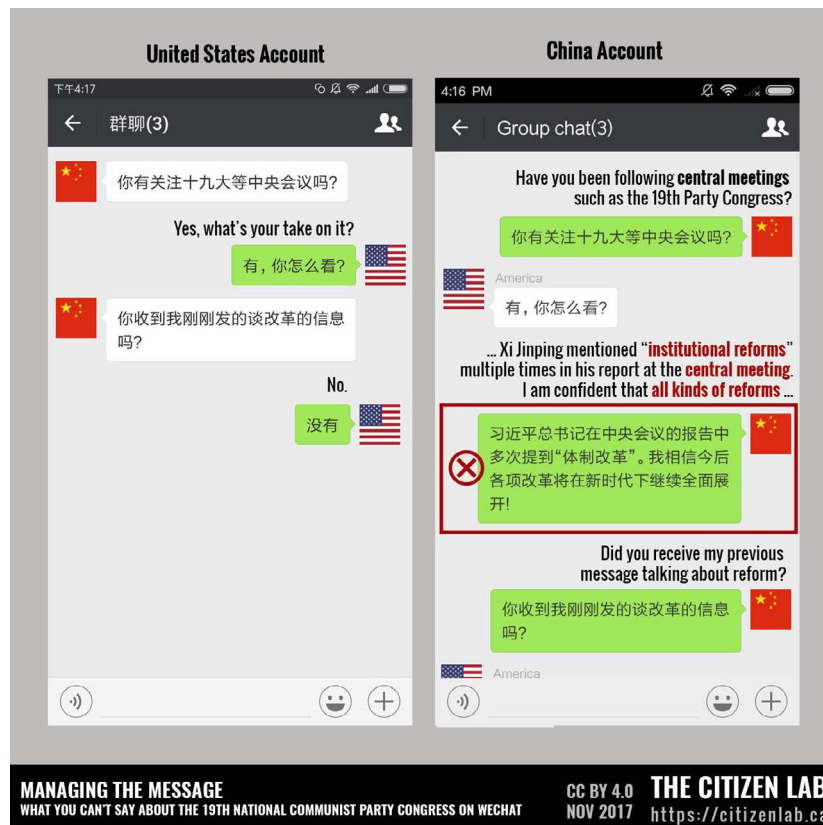 United States Account
下午4:17
群聊(3)
你有关注十九大等中央会议吗?
Yes, what's your take on it?
有,你怎么看?
你收到我刚刚发的谈改革的信息
吗?
No.
没有
China Account
4:16 PM
Group chat(3)
Have you been following central meetings
such as the 19th Party Congress?
你有关注十九大等中央会议吗?
America
有,你怎么看?
... Xi Jinping mentioned “institutional reforms”
multiple times in his report at the central meeting.
I am confident that all kinds of reforms ...
习近平总书记在中央会议的报告中
多次提到“体制改革”。我相信今后
各项改革将在新时代下继续全面展
开!
Did you receive my previous
message talking about reform?
你收到我刚刚发的谈改革的信息
吗?
America
MANAGING THE MESSAGE
WHAT YOU CAN'T SAY ABOUT THE 19TH NATIONAL COMMUNIST PARTY CONGRESS ON WECHAT
CC BY 4.0
NOV 2017
THE CITIZEN LAB
https://citizenlab.ca